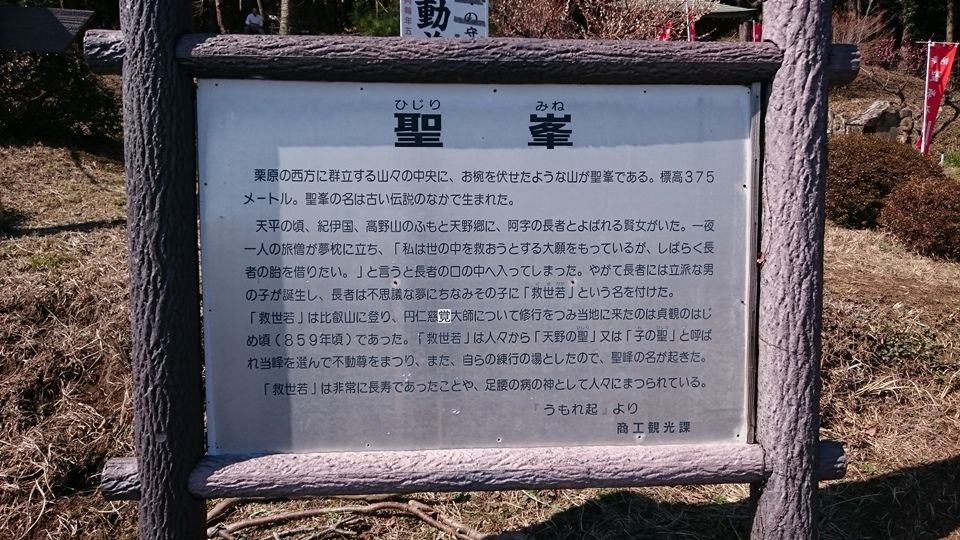 動
の守
ひじり みね
聖 峯
栗原の西方に群立する山々の中央に、お椀を伏せたような山が聖峯である。標高375
メートル。聖峯の名は古い伝説のなかで生まれた。
天平の頃、紀伊国、高野山のふもと天野郷に、阿字の長者とよばれる賢女がいた。一夜
一人の旅僧が夢枕に立ち、「私は世の中を救おうとする大願をもっているが、しばらく長
者の胎を借りたい。」と言うと長者の口の中へ入ってしまった。やがて長者には立派な男
の子が誕生し、長者は不思議な夢にちなみその子に「救世若」という名を付けた。
「救世若」は比叡山に登り、円仁慈覚大師について修行をつみ当地に来たのは貞観のはじ
め頃(859年頃)であった。「救世若」は人々から「天野の聖」又は「子の聖」と呼ば
れ当峰を選んで不動尊をまつり、また、自らの練行の場としたので、聖峰の名が起きた。
「救世若」は非常に長寿であったことや、足腰の病の神として人々にまつられている。
『うもれ起』より
商工観光課